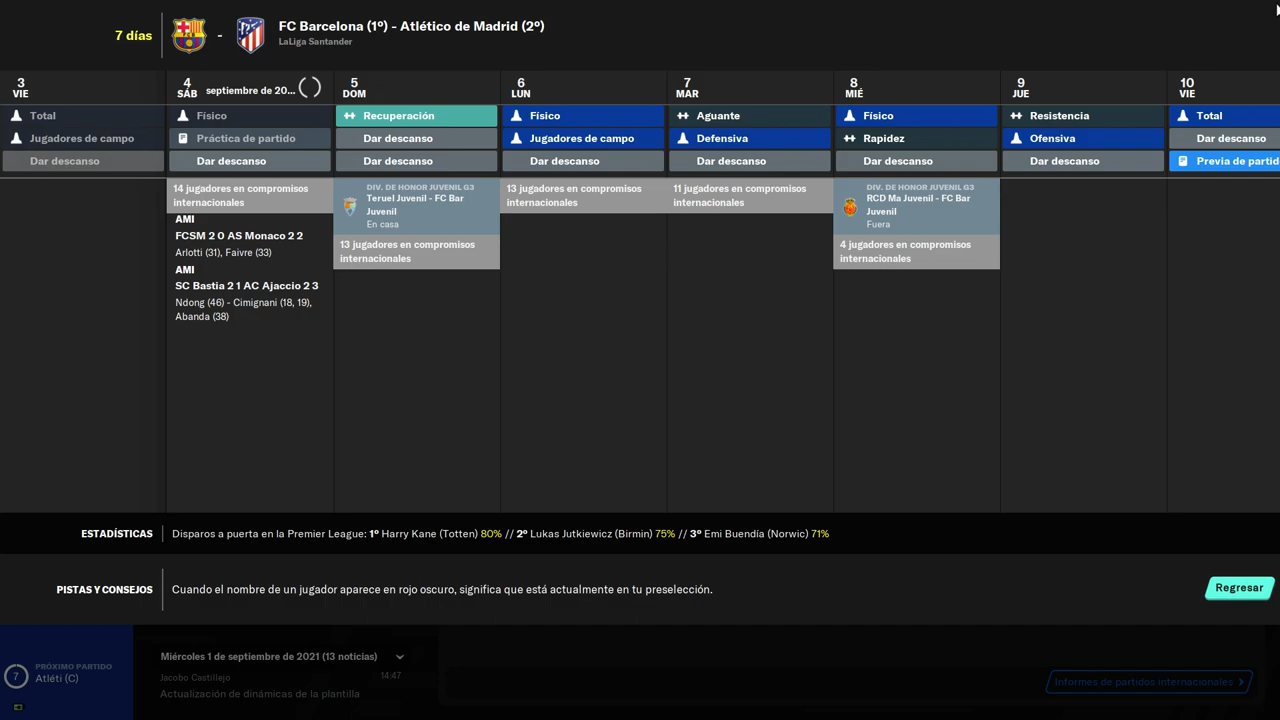 7 días
FC Barcelona (1º) - Atlético de Madrid (2º)
LaLiga Santander
3
VIE
4
SÁB
septiembre de 20...
5
DOM
6
LUN
7
MAR
8
MIÉ
9
JUE
10
VIE
Total
Físico
Recuperación
Físico
Aguante
Físico
Resistencia
Total
Jugadores de campo
Práctica de partido
Dar descanso
Jugadores de campo
Defensiva
Rapidez
Ofensiva
Dar descanso
Dar descanso
Dar descanso
Dar descanso
Dar descanso
Dar descanso
Dar descanso
Dar descanso
Previa de partid
14 jugadores en compromisos
internacionales
AMI
FCSM 2 0 AS Monaco 2 2
Arlotti (31), Faivre (33)
AMI
SC Bastia 2 1 AC Ajaccio 2 3
Ndong (46) - Cimignani (18, 19),
Abanda (38)
DIV. DE HONOR JUVENIL G3
Teruel Juvenil - FC Bar
Juvenil
En casa
13 jugadores en compromisos
internacionales
13 jugadores en compromisos
internacionales
11 jugadores en compromisos
internacionales
DIV. DE HONOR JUVENIL G3
RCD Ma Juvenil - FC Bar
Juvenil
Fuera
4 jugadores en compromisos
internacionales
ESTADÍSTICAS
Disparos a puerta en la Premier League: 1º Harry Kane (Totten) 80% // 2º Lukas Jutkiewicz (Birmin) 75% // 3º Emi Buendía (Norwic) 71%
PISTAS Y CONSEJOS
Cuando el nombre de un jugador aparece en rojo oscuro, significa que está actualmente en tu preselección.
Regresar
7
PRÓXIMO PARTIDO
Atléti (C)
Miércoles 1 de septiembre de 2021 (13 noticias)
Jacobo Castillejo
14:47
Actualización de dinámicas de la plantilla
Informes de partidos internacionales